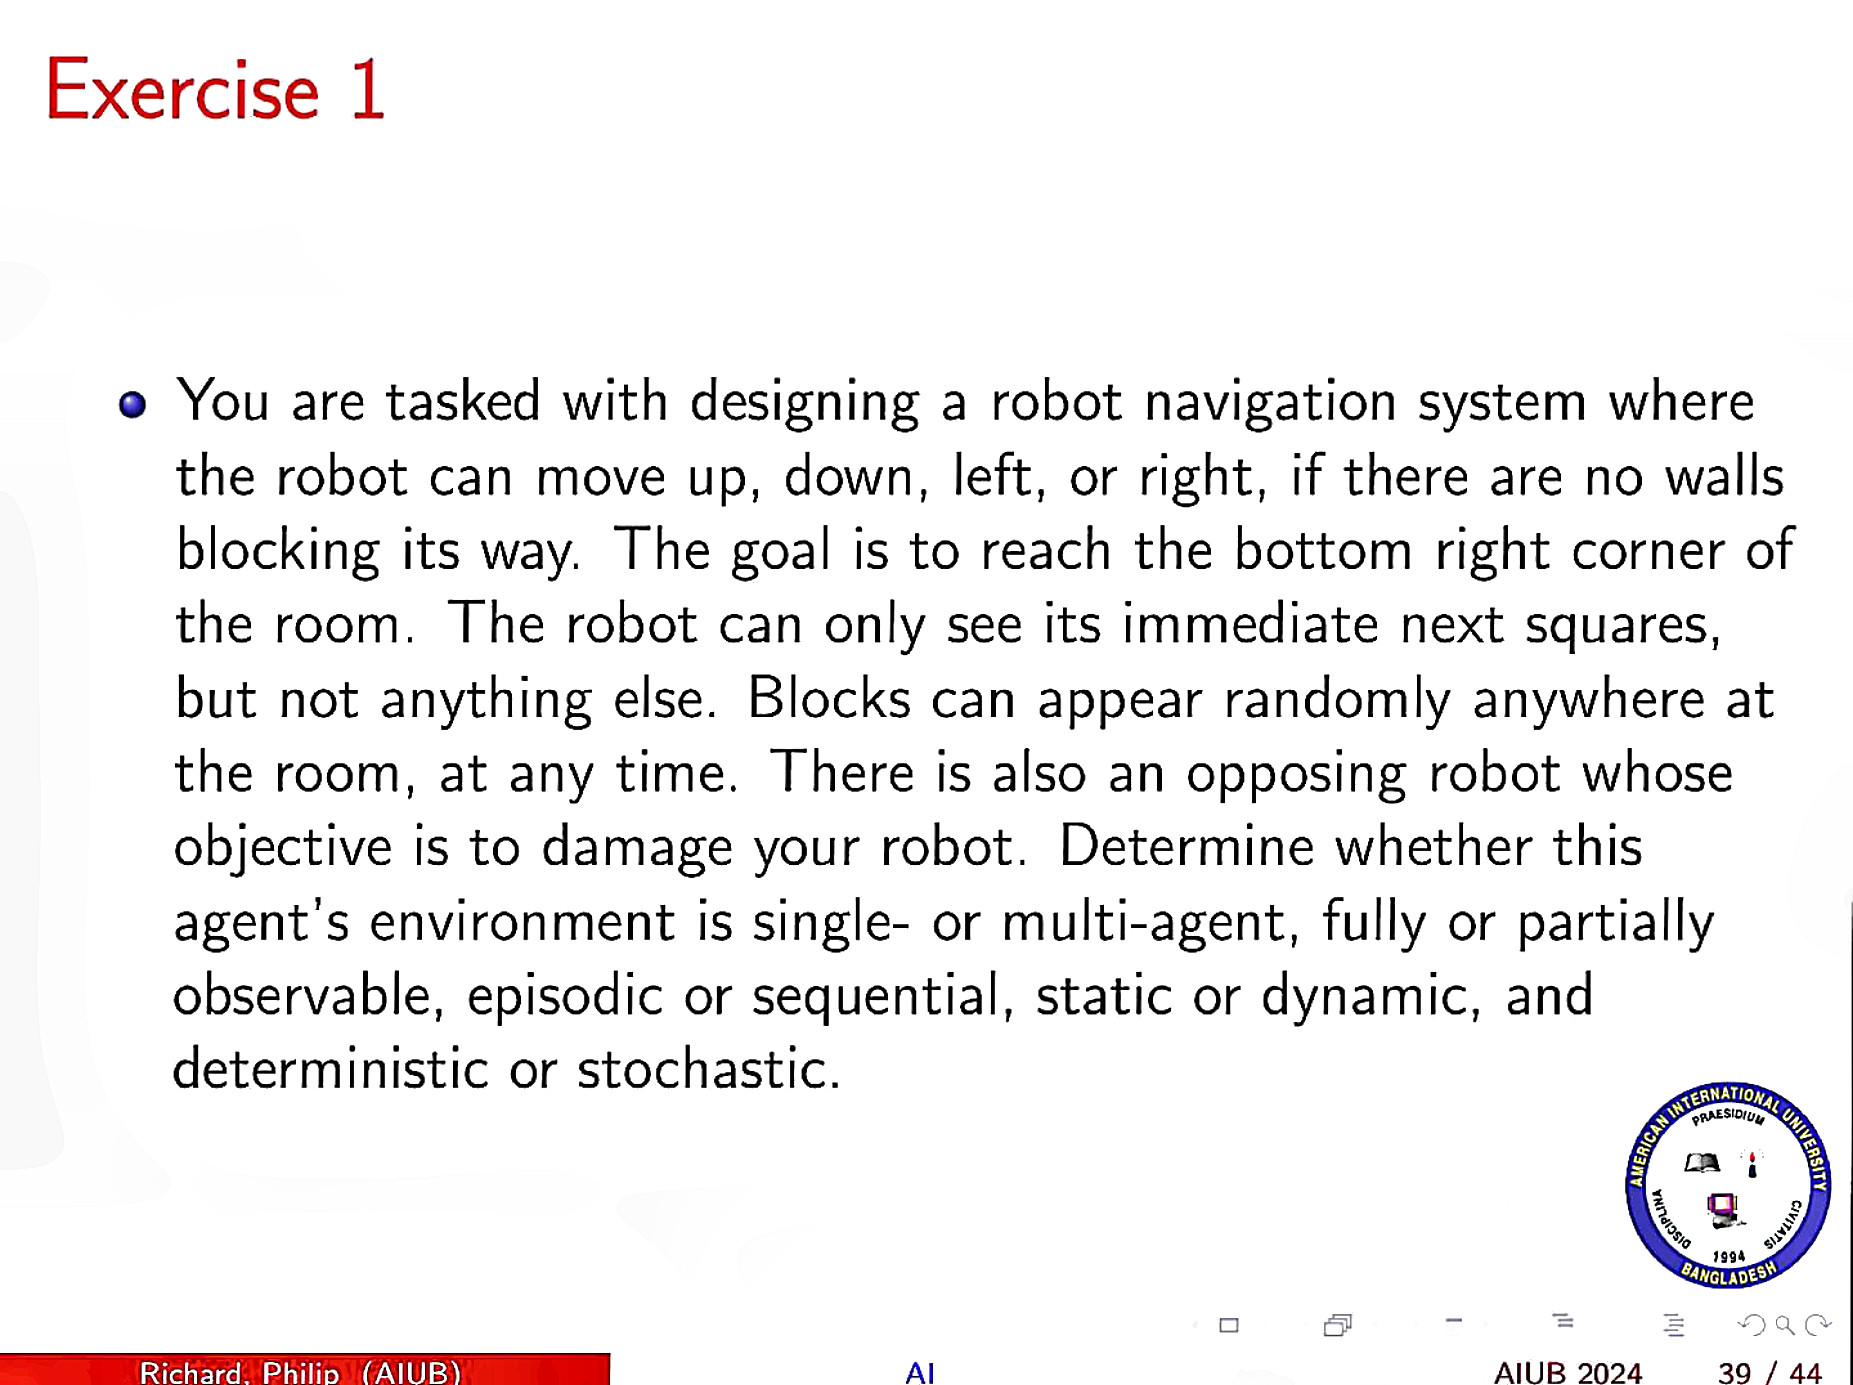 Exercise 1
You are tasked with designing a robot navigation system where
the robot can move up, down, left, or right, if there are no walls
blocking its way. The goal is to reach the bottom right corner of
the room. The robot can only see its immediate next squares,
but not anything else. Blocks can appear randomly anywhere at
the room, at any time. There is also an opposing robot whose
objective is to damage your robot. Determine whether this
agent's environment is single- or multi-agent, fully or partially
observable, episodic or sequential, static or dynamic, and
deterministic or stochastic.
AMERICAN INTERNATIONAL UNIVERSITY
PRAESIDIUM
DISCIPLINA
CIVITATIS
1994
BANGLADESH
Richard, Philip (AIUB)
AI
AIUB 2024
39 / 44